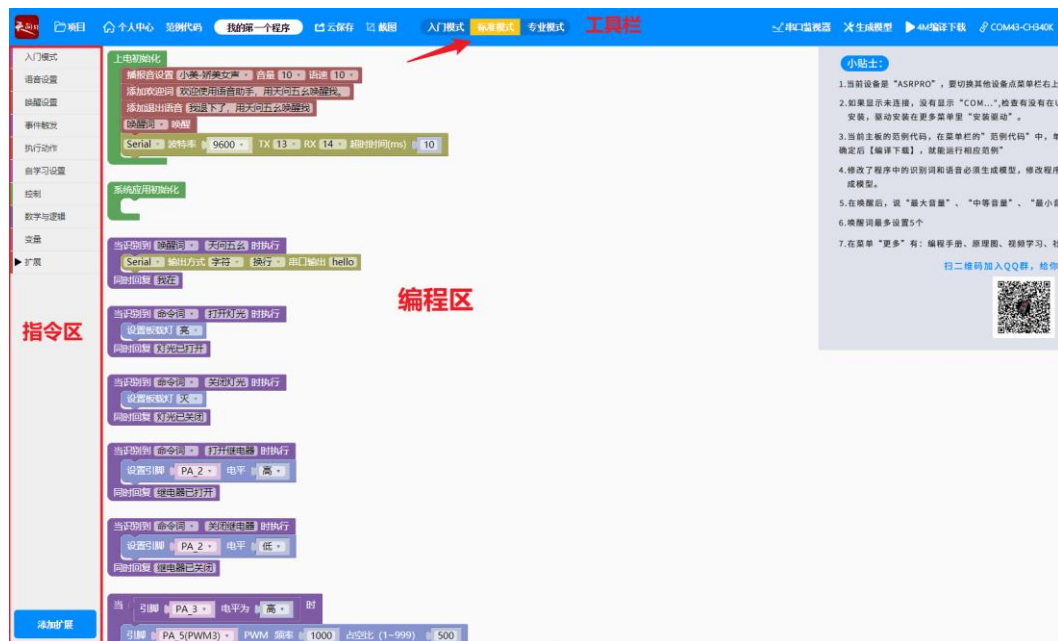 项目 个人中心 范例代码 我的第一个程序 云保存 截图 入门模式 标准模式 专业模式 工具栏 串口监视器 生成模型 4M编译下载 COM43-CH340K
入门模式
语音设置
唤醒设置
事件触发
执行动作
自学习设置
控制
数学与逻辑
变量
扩展
指令区
添加扩展
上电初始化
播报音设置 小美-娇美女声 音量 10 语速 10
添加欢迎词 欢迎使用语音助手，用天问五幺唤醒我。
添加退出语音 我退下了，用天问五幺唤醒我
唤醒词 唤醒
Serial 波特率 9600 TX 13 RX 14 超时时间(ms) 10
系统应用初始化
当识别到 唤醒词 天问五幺 时执行
Serial 输出方式 字符 换行 串口输出 hello
同时回复 我在
当识别到 命令词 打开灯光 时执行
设置板载灯 亮
同时回复 灯光已打开
当识别到 命令词 关闭灯光 时执行
设置板载灯 灭
同时回复 灯光已关闭
当识别到 命令词 打开继电器 时执行
设置引脚 PA_2 电平 高
同时回复 继电器已打开
当识别到 命令词 关闭继电器 时执行
设置引脚 PA_2 电平 低
同时回复 继电器已关闭
当 引脚 PA_3 电平为 高 时
引脚 PA_5(PWM3) PWM 频率 1000 占空比 (1~999) 500
编程区
小贴士
1.当前设备是 "ASRPRO" ，要切换其他设备点菜单栏右上
2.如果显示未连接，没有显示 "COM...",检查有没有在
安装，驱动安装在更多菜单里 "安装驱动" 。
3.当前主板的范例代码，在菜单栏的" 范例代码" 中，单
确定后【编译下载】，就能运行相应范例"
4.修改了程序中的识别词和语音必须生成模型，修改程序
成模型。
5.在唤醒后，说 "最大音量" 、 "中等音量" 、 "最小音
6.唤醒词最多设置5个
7.在菜单 "更多" 有：编程手册、原理图、视频学习、社
扫二维码加入QQ群，给你